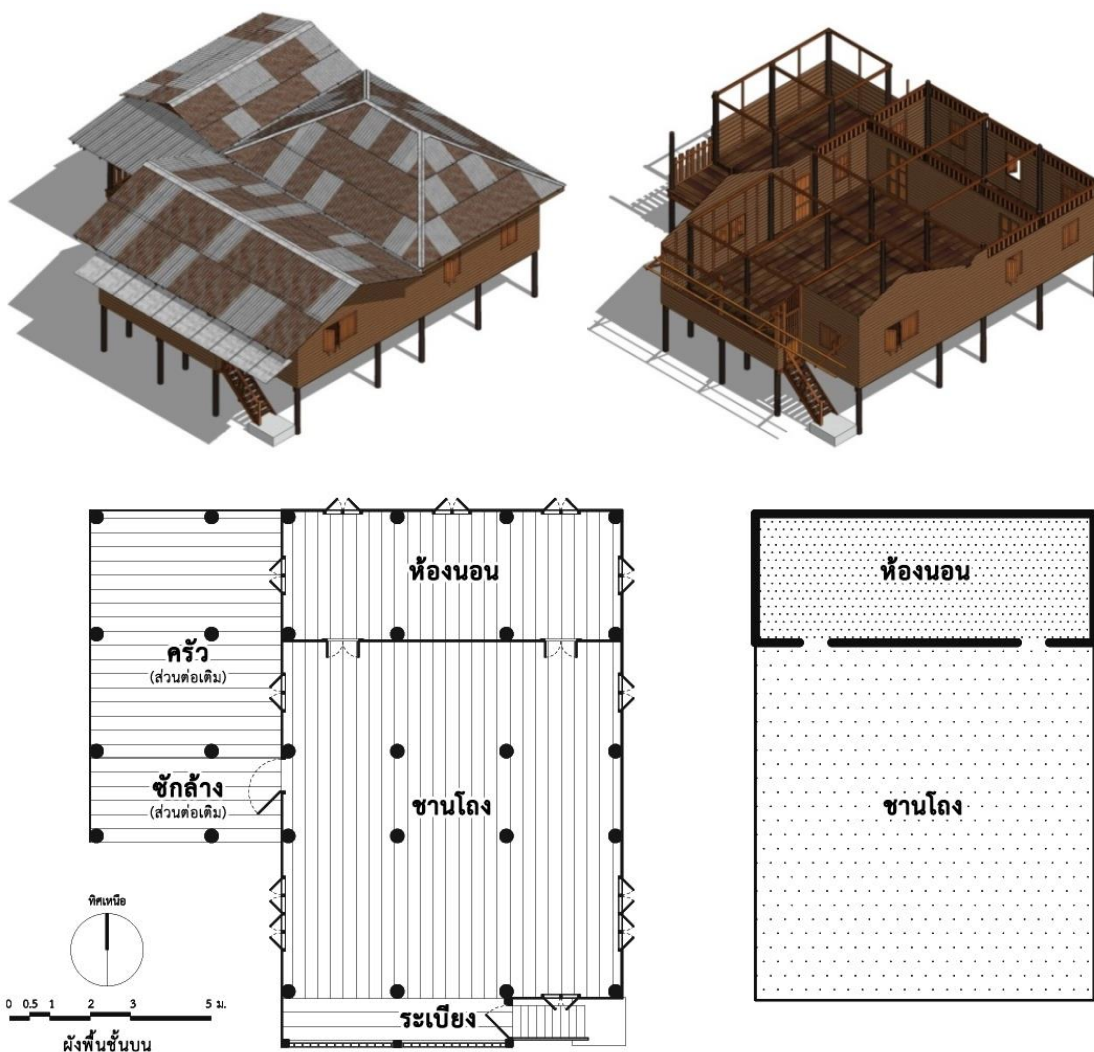 ห้องนอน
ครัว
(ส่วนต่อเติม)
ซักล้าง
(ส่วนต่อเติม)
ชานโถง
ระเบียง
ทิศเหนือ
0 0.5 1 2 3 5 ม.
ผังพื้นชั้นบน
ห้องนอน
ชานโถง